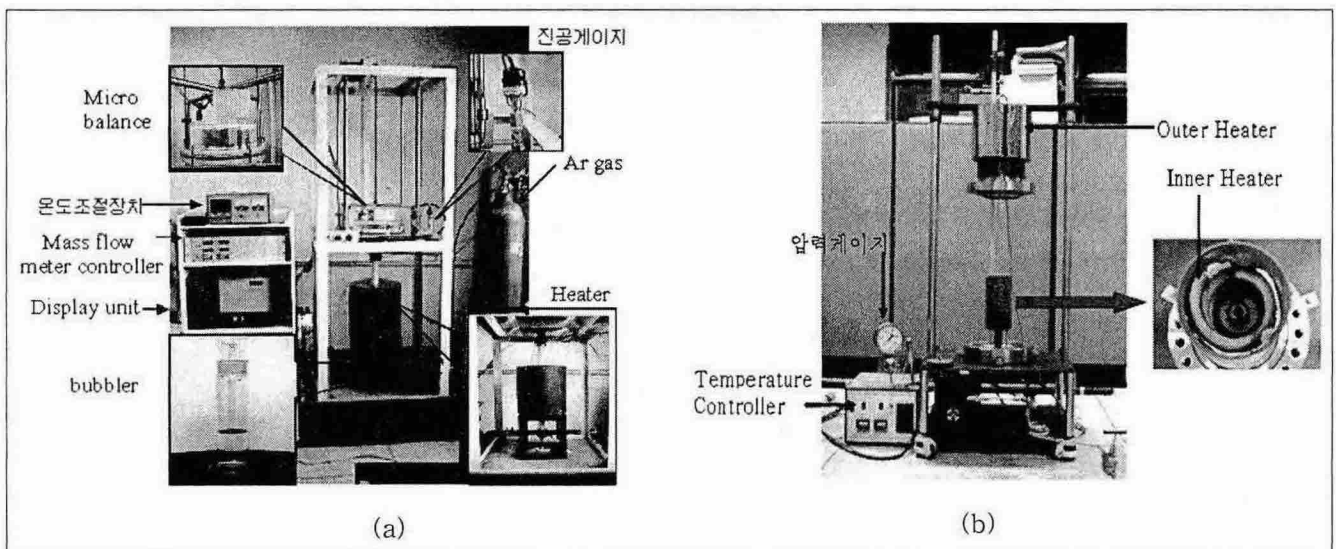 진공게이지
Micro
balance
Ar gas
온도조절장치
Mass flow
meter controller
Display unit
Heater
bubbler
(a)
Outer Heater
Inner Heater
압력게이지
Temperature
Controller
(b)